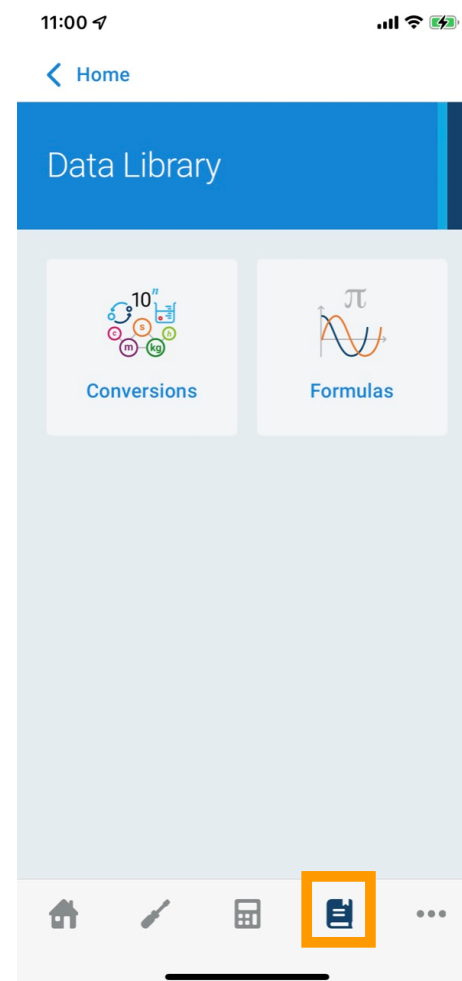 11:00
Home
Data Library
10ⁿ
c s h
m kg
π
Conversions
Formulas